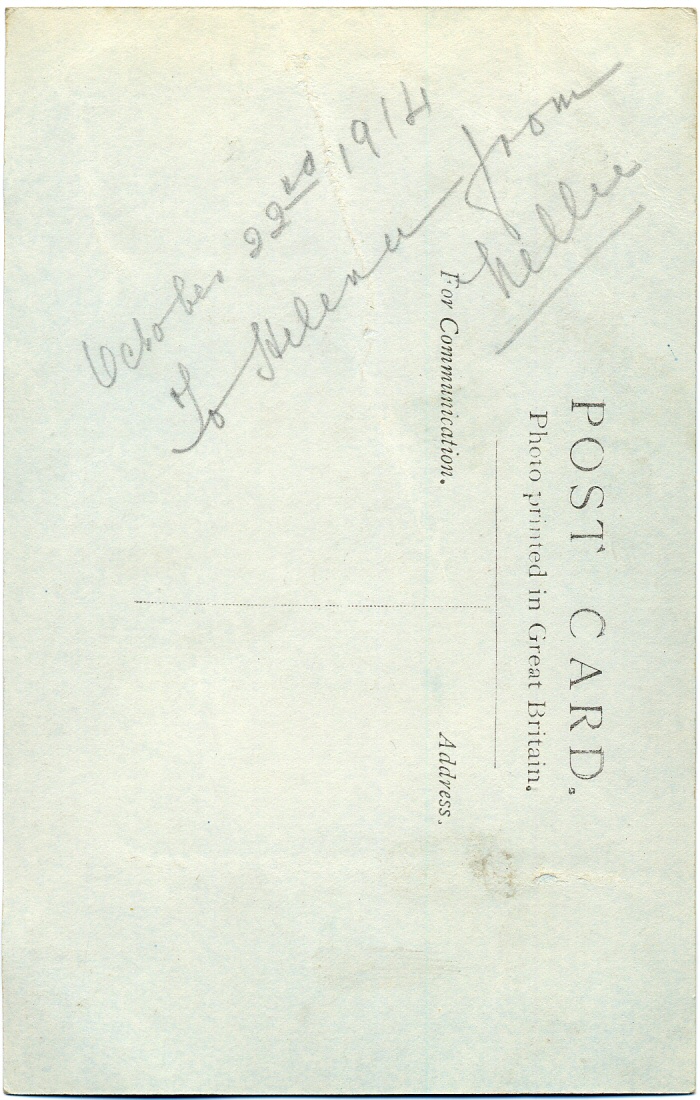 October 22nd 1914
To Helena from
Nellie
POST CARD.
Photo printed in Great Britain.
For Communication.
Address.